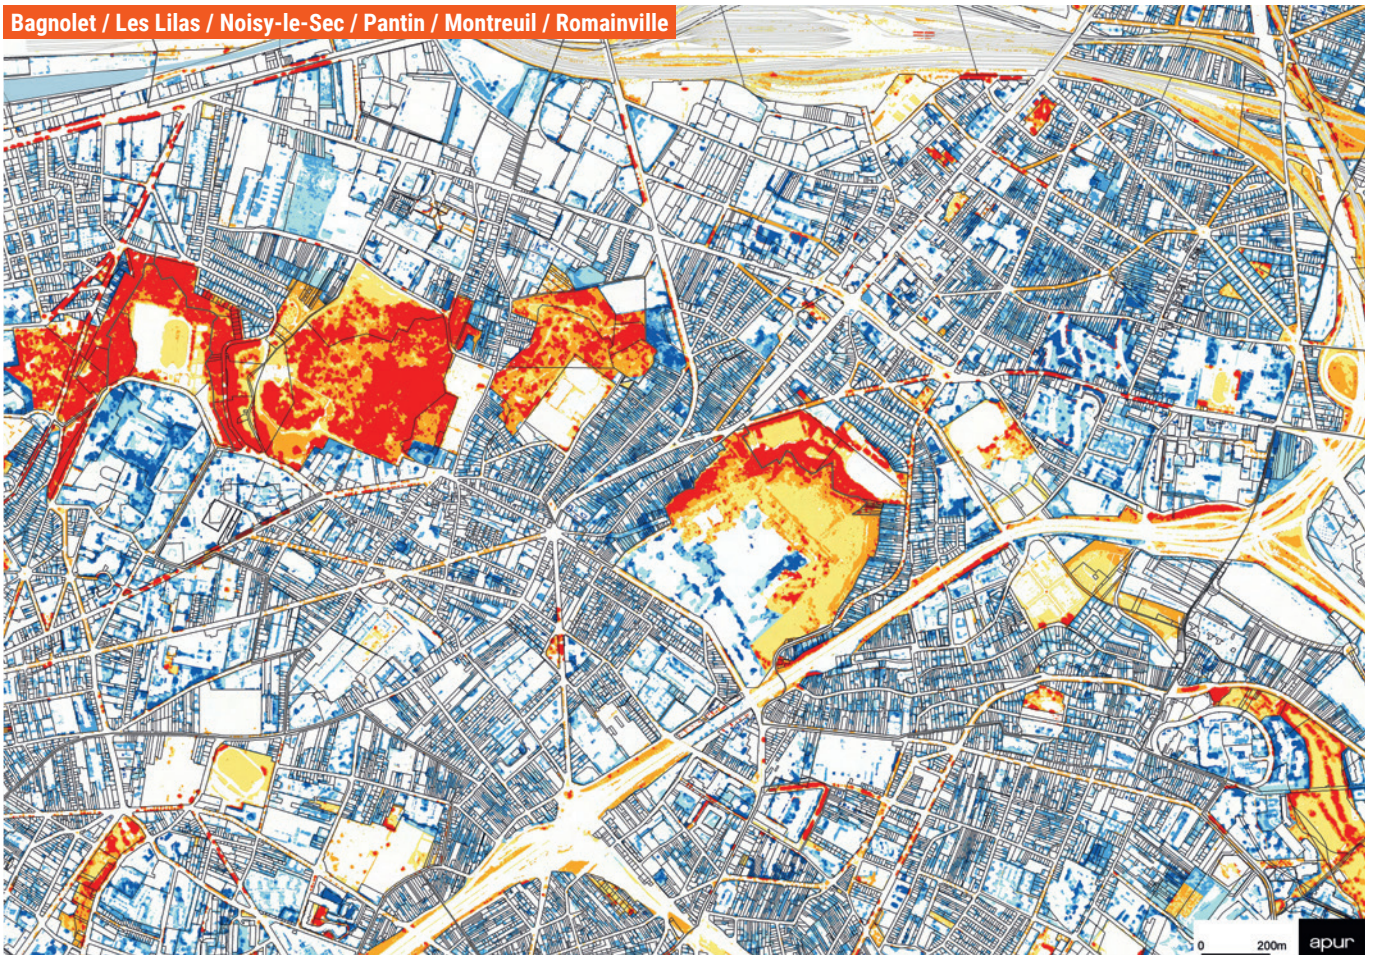 Bagnolet / Les Lilas / Noisy-le-Sec / Pantin / Montreuil / Romainville
0 200m
apur